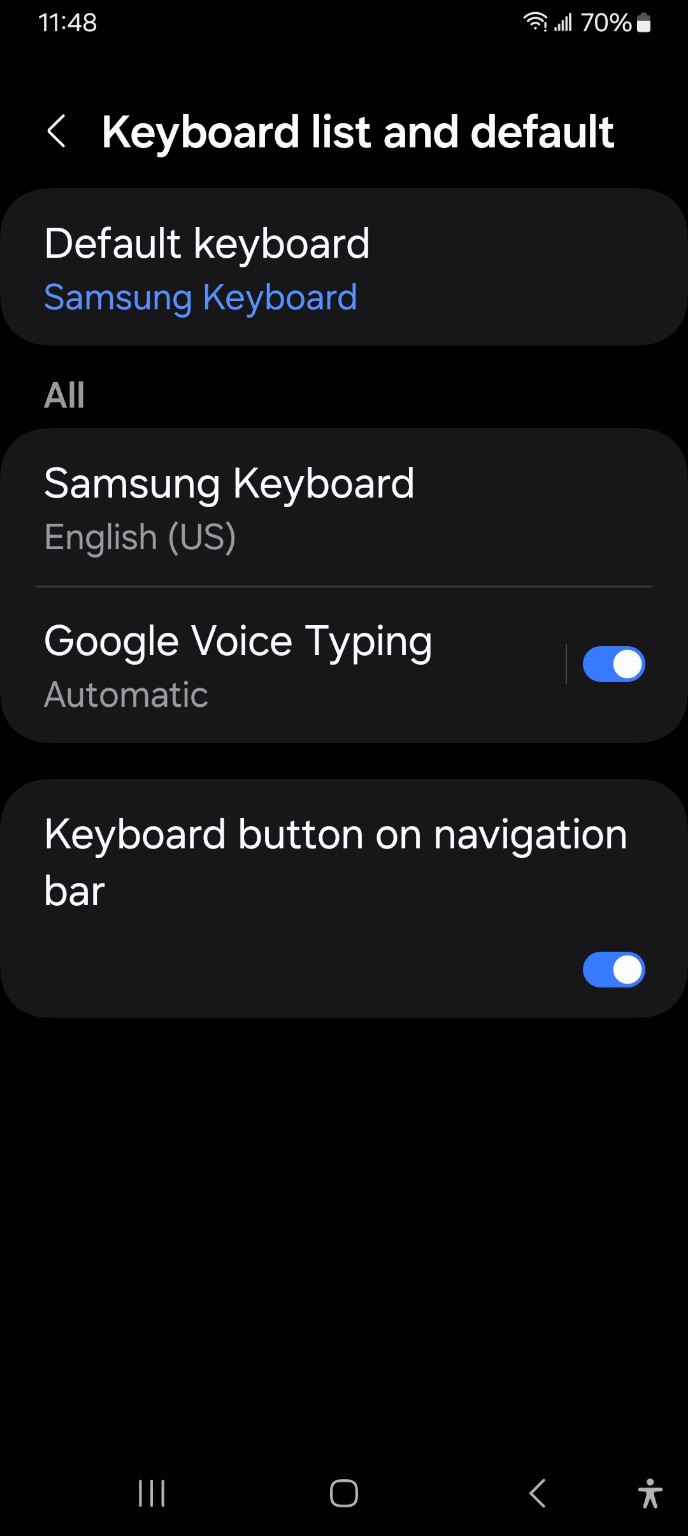 11:48
70%
Keyboard list and default
Default keyboard
Samsung Keyboard
All
Samsung Keyboard
English (US)
Google Voice Typing
Automatic
Keyboard button on navigation
bar